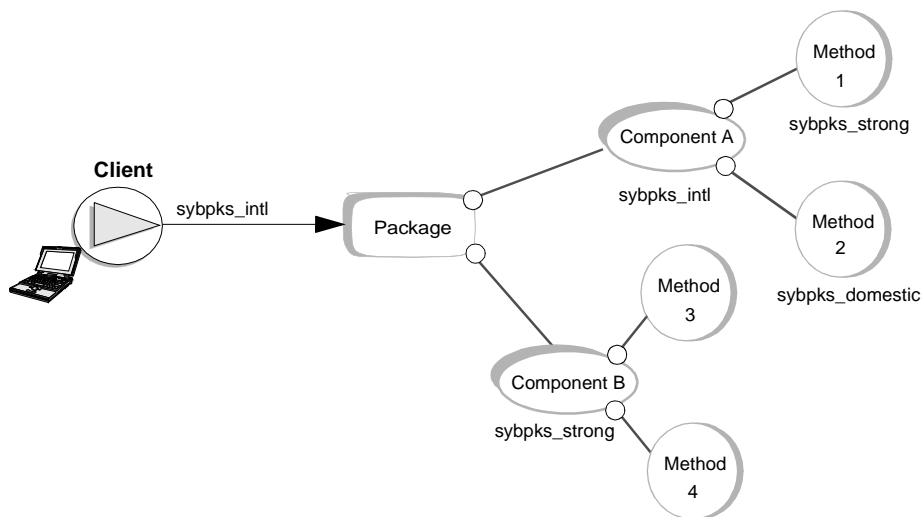 Client
sybpks_intl
Package
Component A
sybpks_intl
Method
1
sybpks_strong
Method
2
sybpks_domestic
Component B
sybpks_strong
Method
3
Method
4